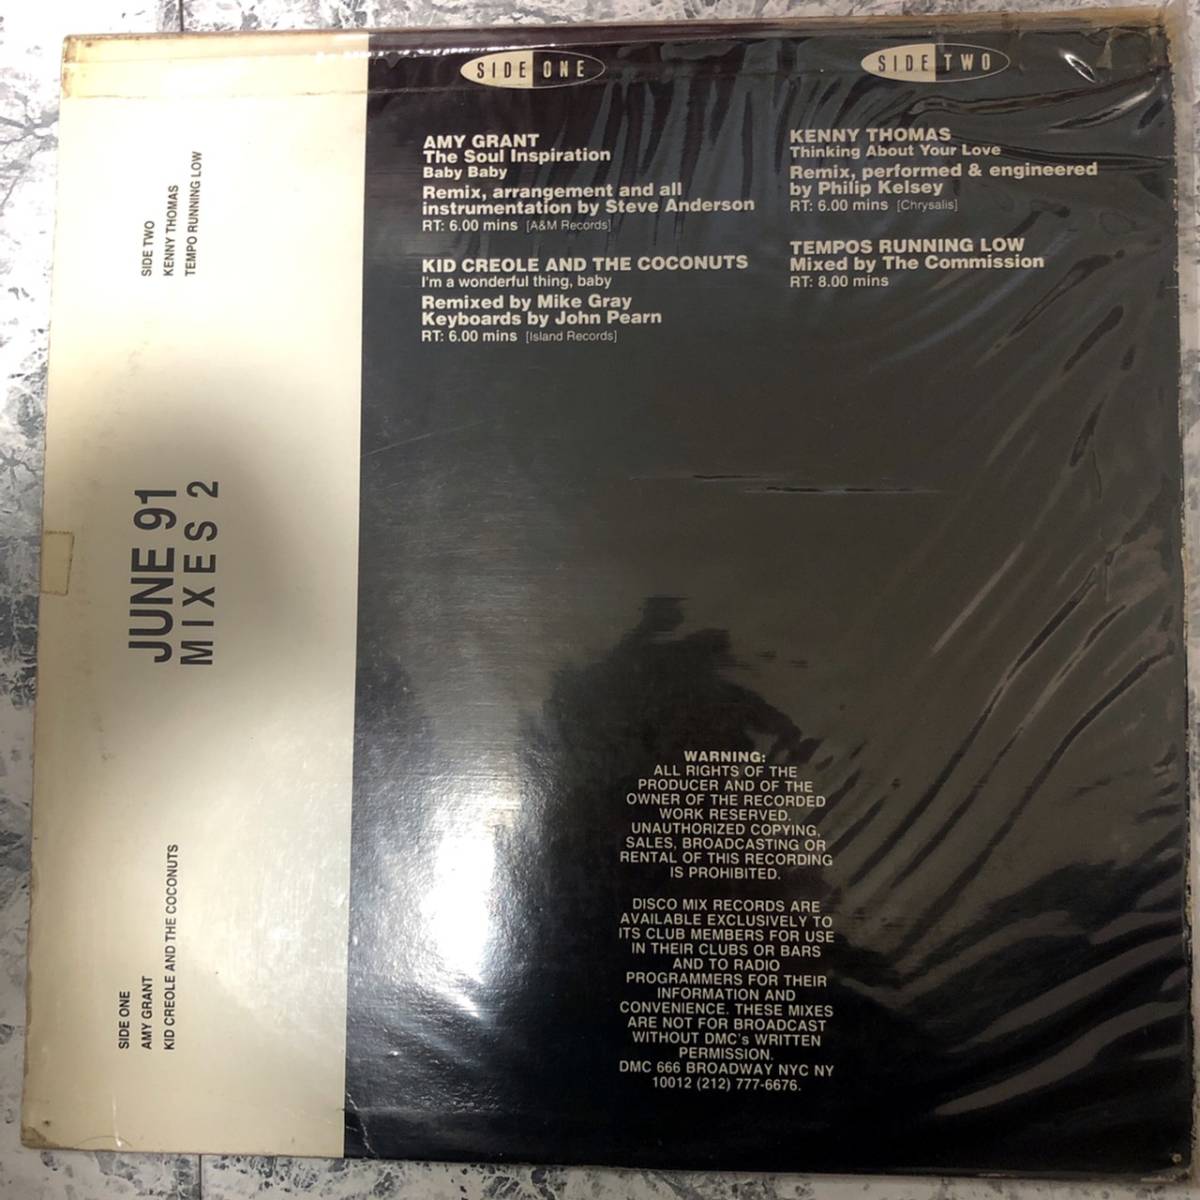 SIDE ONE
AMY GRANT
The Soul Inspiration
Baby Baby
Remix, arrangement and all
instrumentation by Steve Anderson
RT: 6.00 mins [A&M Records]
KID CREOLE AND THE COCONUTS
I'm a wonderful thing, baby
Remixed by Mike Gray
Keyboards by John Pearn
RT: 6.00 mins [Island Records]
SIDE TWO
KENNY THOMAS
Thinking About Your Love
Remix, performed & engineered
by Philip Kelsey
RT: 6.00 mins [Chrysalis]
TEMPOS RUNNING LOW
Mixed by The Commission
RT: 8.00 mins
WARNING:
ALL RIGHTS OF THE
PRODUCER AND OF THE
OWNER OF THE RECORDED
WORK RESERVED.
UNAUTHORIZED COPYING,
SALES, BROADCASTING OR
RENTAL OF THIS RECORDING
IS PROHIBITED.
DISCO MIX RECORDS ARE
AVAILABLE EXCLUSIVELY TO
ITS CLUB MEMBERS FOR USE
IN THEIR CLUBS OR BARS
AND TO RADIO
PROGRAMMERS FOR THEIR
INFORMATION AND
CONVENIENCE. THESE MIXES
ARE NOT FOR BROADCAST
WITHOUT DMC's WRITTEN
PERMISSION.
DMC 666 BROADWAY NYC NY
10012 (212) 777-6676.
SIDE ONE
AMY GRANT
KID CREOLE AND THE COCONUTS
JUNE 91
MIXES 2
SIDE TWO
KENNY THOMAS
TEMPO RUNNING LOW